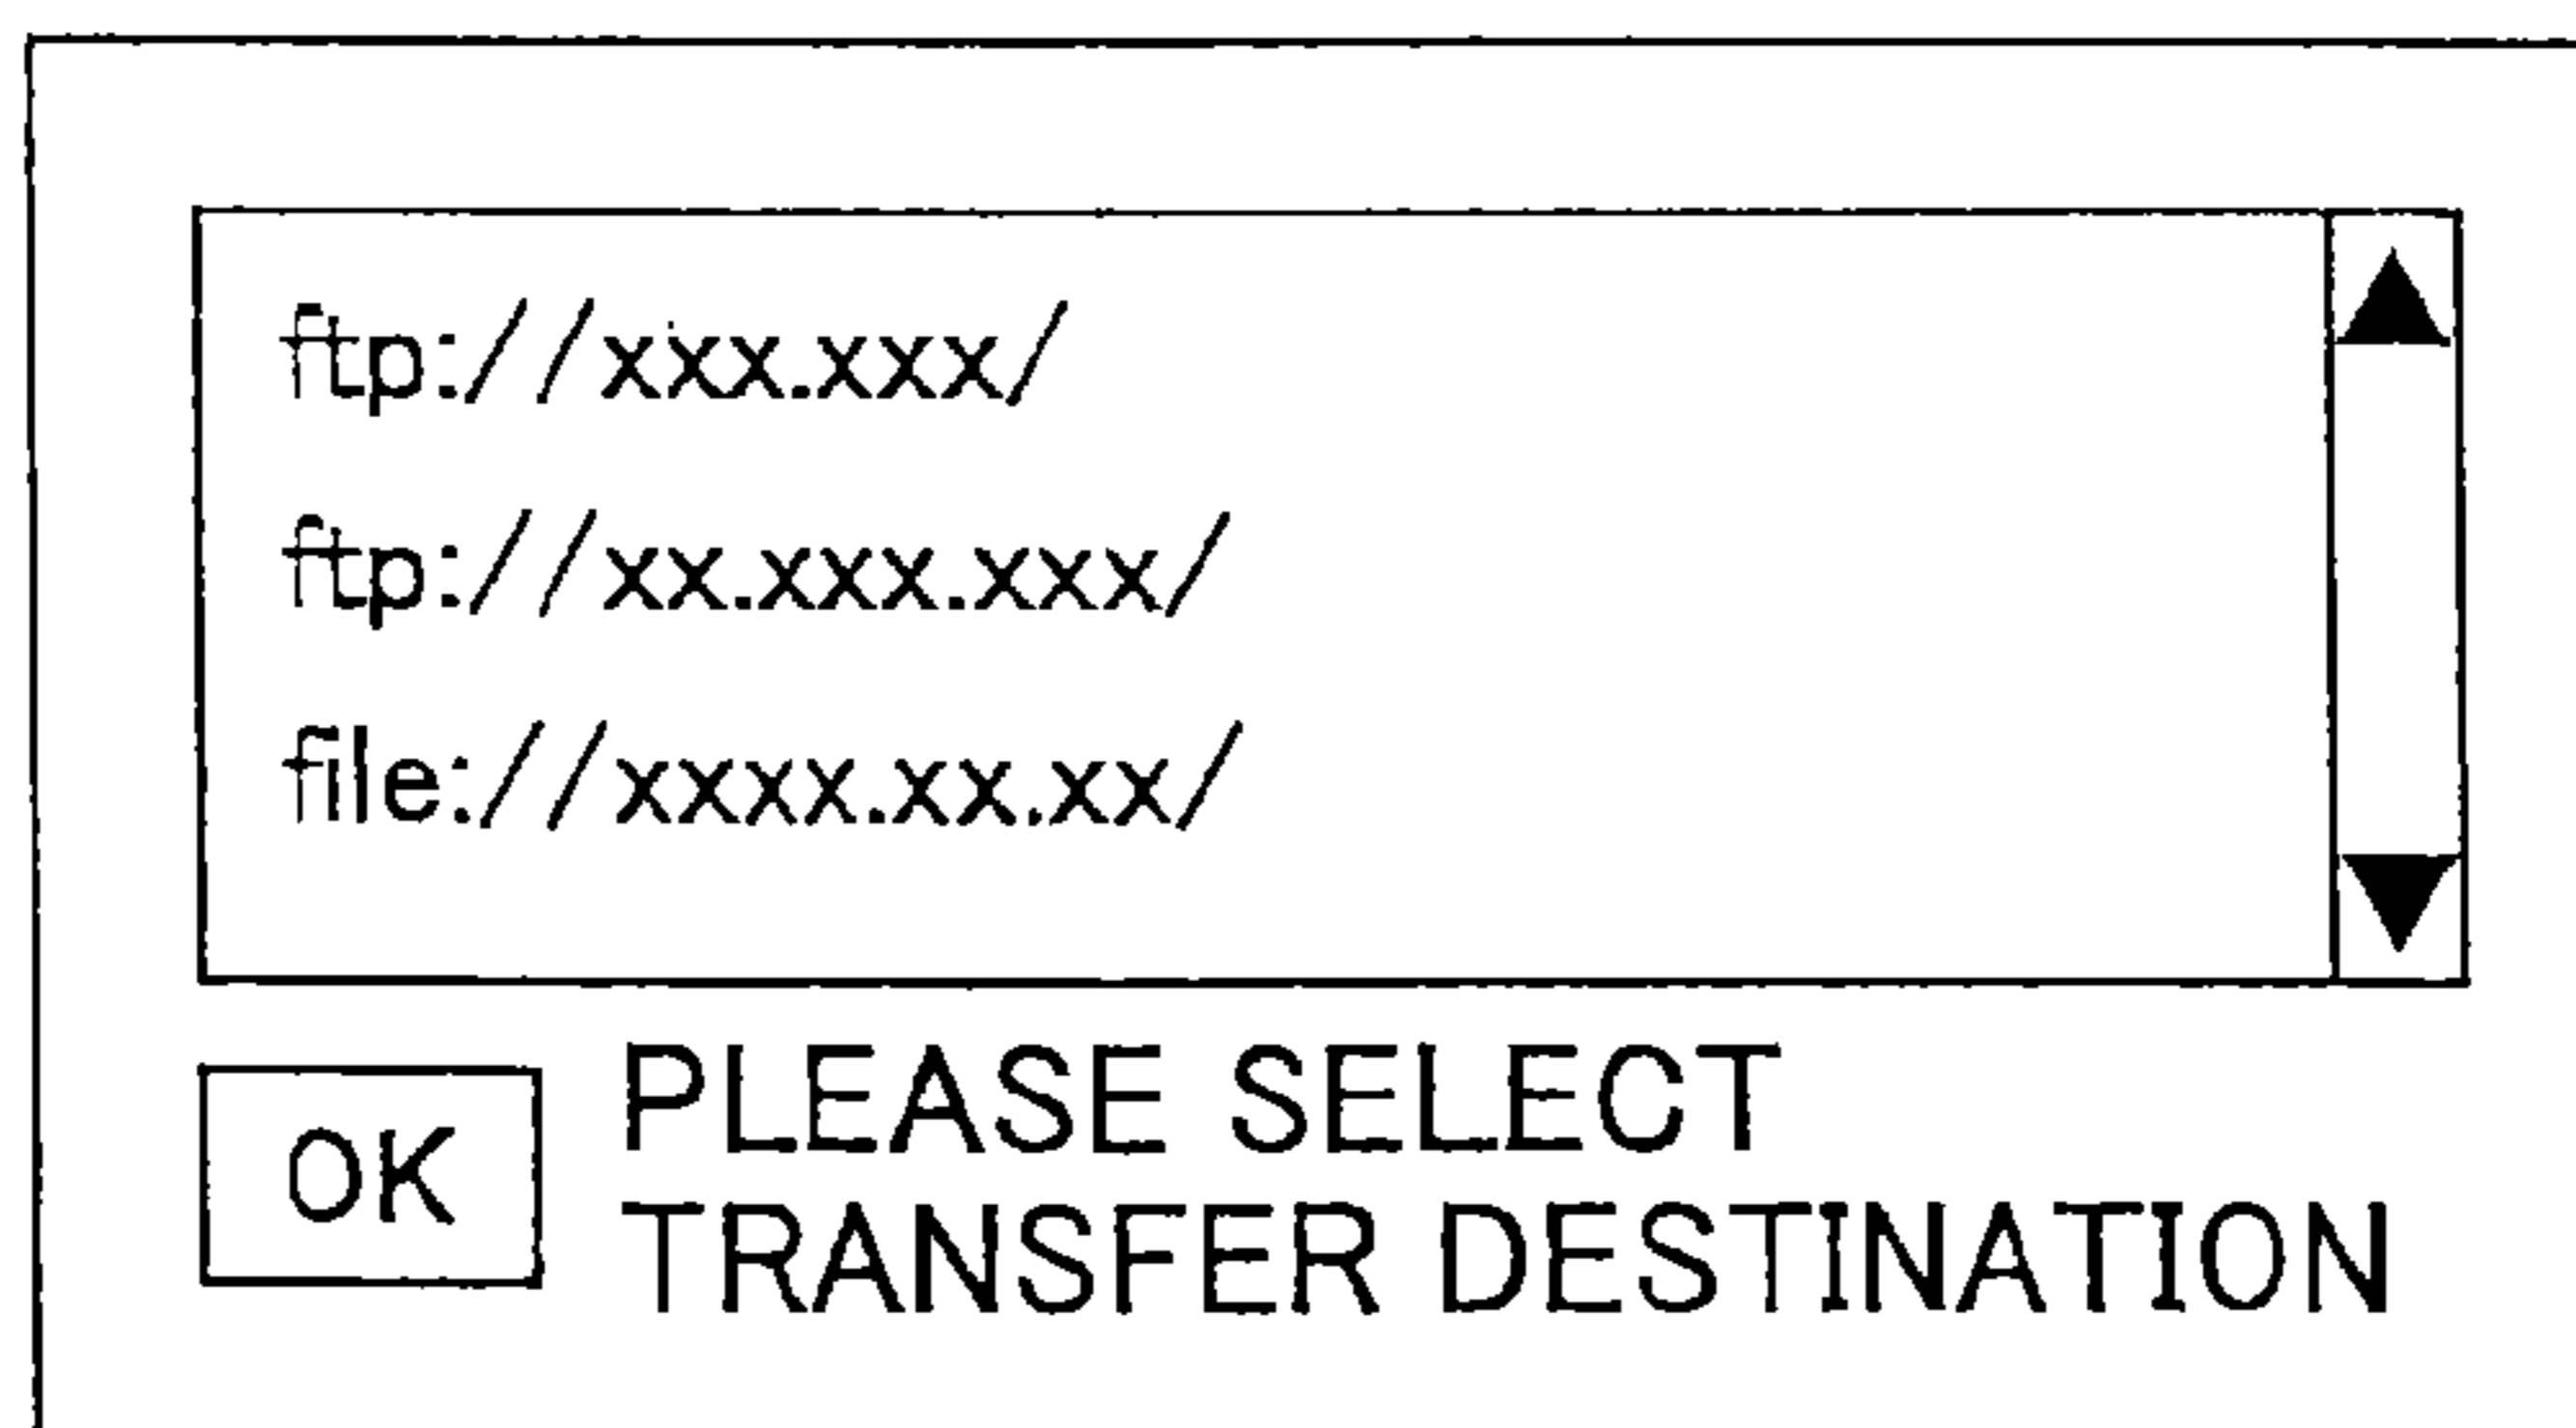 ftp://xxx.xxx/
ftp://xx.xxx.xxx/
file://xxxx.xx.xx/
OK
PLEASE SELECT
TRANSFER DESTINATION